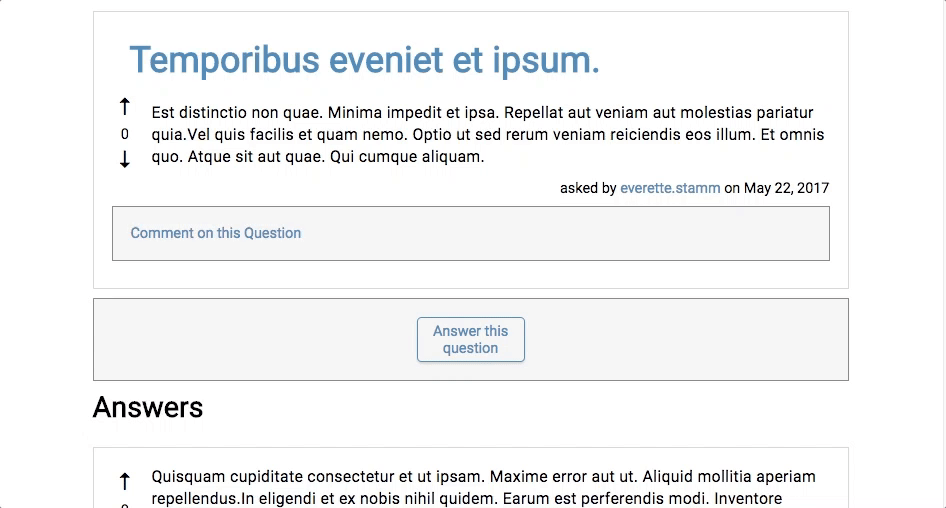 Temporibus eveniet et ipsum.
↑
Est distinctio non quae. Minima impedit et ipsa. Repellat aut veniam aut molestias pariatur
0
quia.Vel quis facilis et quam nemo. Optio ut sed rerum veniam reiciendis eos illum. Et omnis
↓
quo. Atque sit aut quae. Qui cumque aliquam.
asked by everette.stamm on May 22, 2017
Comment on this Question
Answer this
question
Answers
↑
Quisquam cupiditate consectetur et ut ipsam. Maxime error aut ut. Aliquid mollitia aperiam
repellendus.In eligendi et ex nobis nihil quidem. Earum est perferendis modi. Inventore